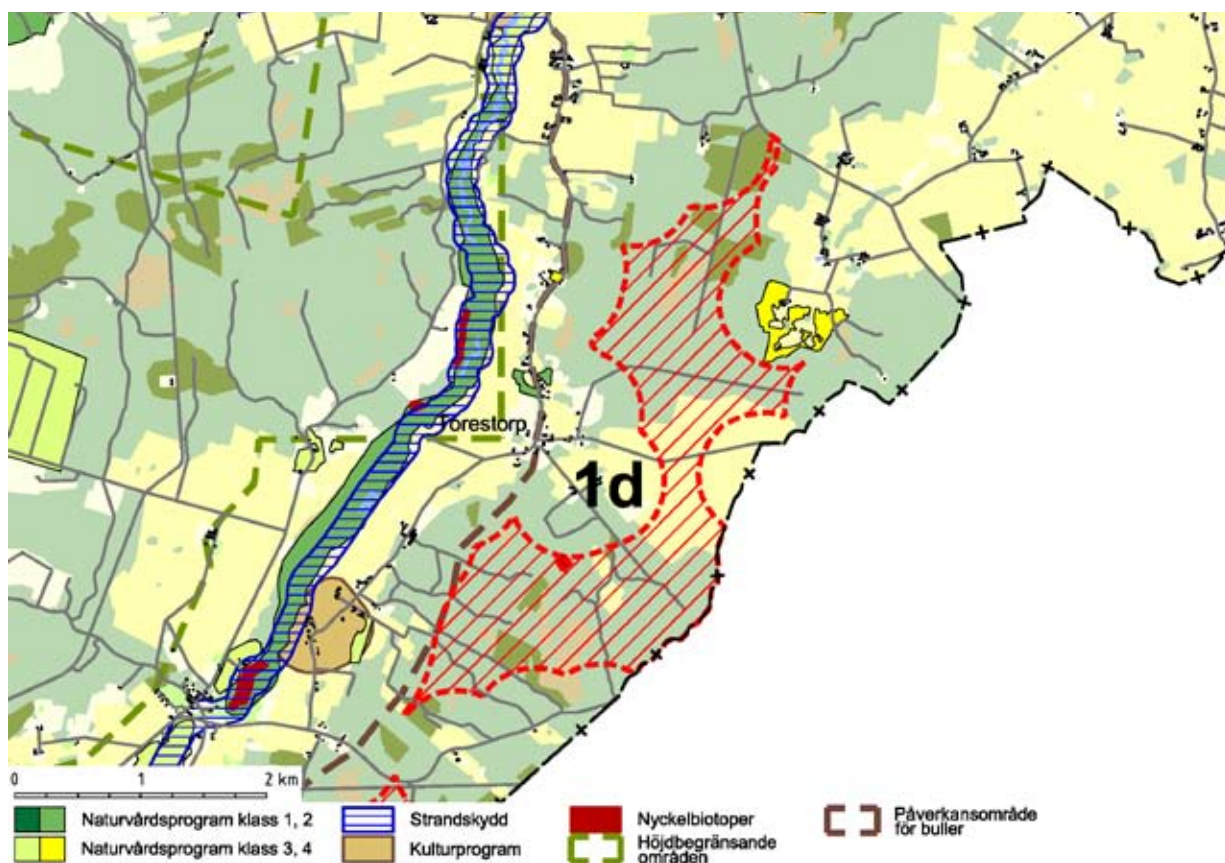 Torestorp
1d
0 1 2 km
Naturvårdsprogram klass 1, 2
Naturvårdsprogram klass 3, 4
Strandskydd
Kulturprogram
Nyckelbiotoper
Höjdbegränsande
områden
Påverkansområde
för buller